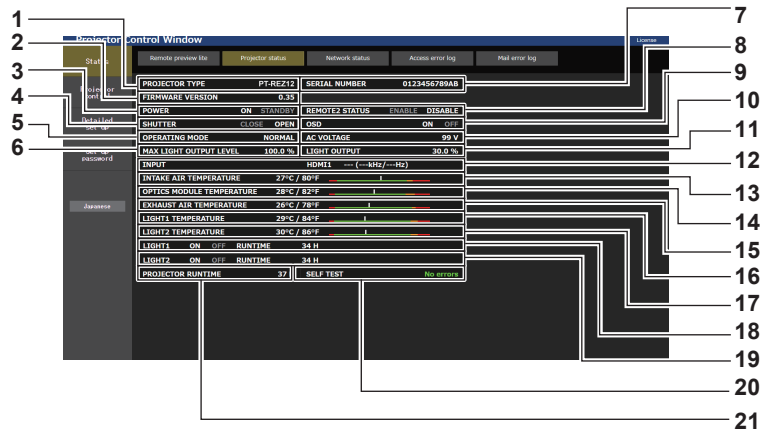 1
2
3
4
5
6
7
8
9
10
11
12
13
14
15
16
17
18
19
20
21
Projector Control Window
License
Status
Remote preview lite
Projector status
Network status
Access error log
Mail error log
Projector control
Detailed
set up
Set up
password
Japanese
PROJECTOR TYPE PT-REZ12 SERIAL NUMBER 0123456789AB
FIRMWARE VERSION 0.35
POWER ON STANDBY REMOTE2 STATUS ENABLE DISABLE
SHUTTER CLOSE OPEN OSD ON OFF
OPERATING MODE NORMAL AC VOLTAGE 99 V
MAX LIGHT OUTPUT LEVEL 100.0 % LIGHT OUTPUT 30.0 %
INPUT HDMI1 --- (---kHz/---Hz)
INTAKE AIR TEMPERATURE 27°C / 80°F
OPTICS MODULE TEMPERATURE 28°C / 82°F
EXHAUST AIR TEMPERATURE 26°C / 78°F
LIGHT1 TEMPERATURE 29°C / 84°F
LIGHT2 TEMPERATURE 30°C / 86°F
LIGHT1 ON OFF RUNTIME 34 H
LIGHT2 ON OFF RUNTIME 34 H
PROJECTOR RUNTIME 37 SELF TEST No errors